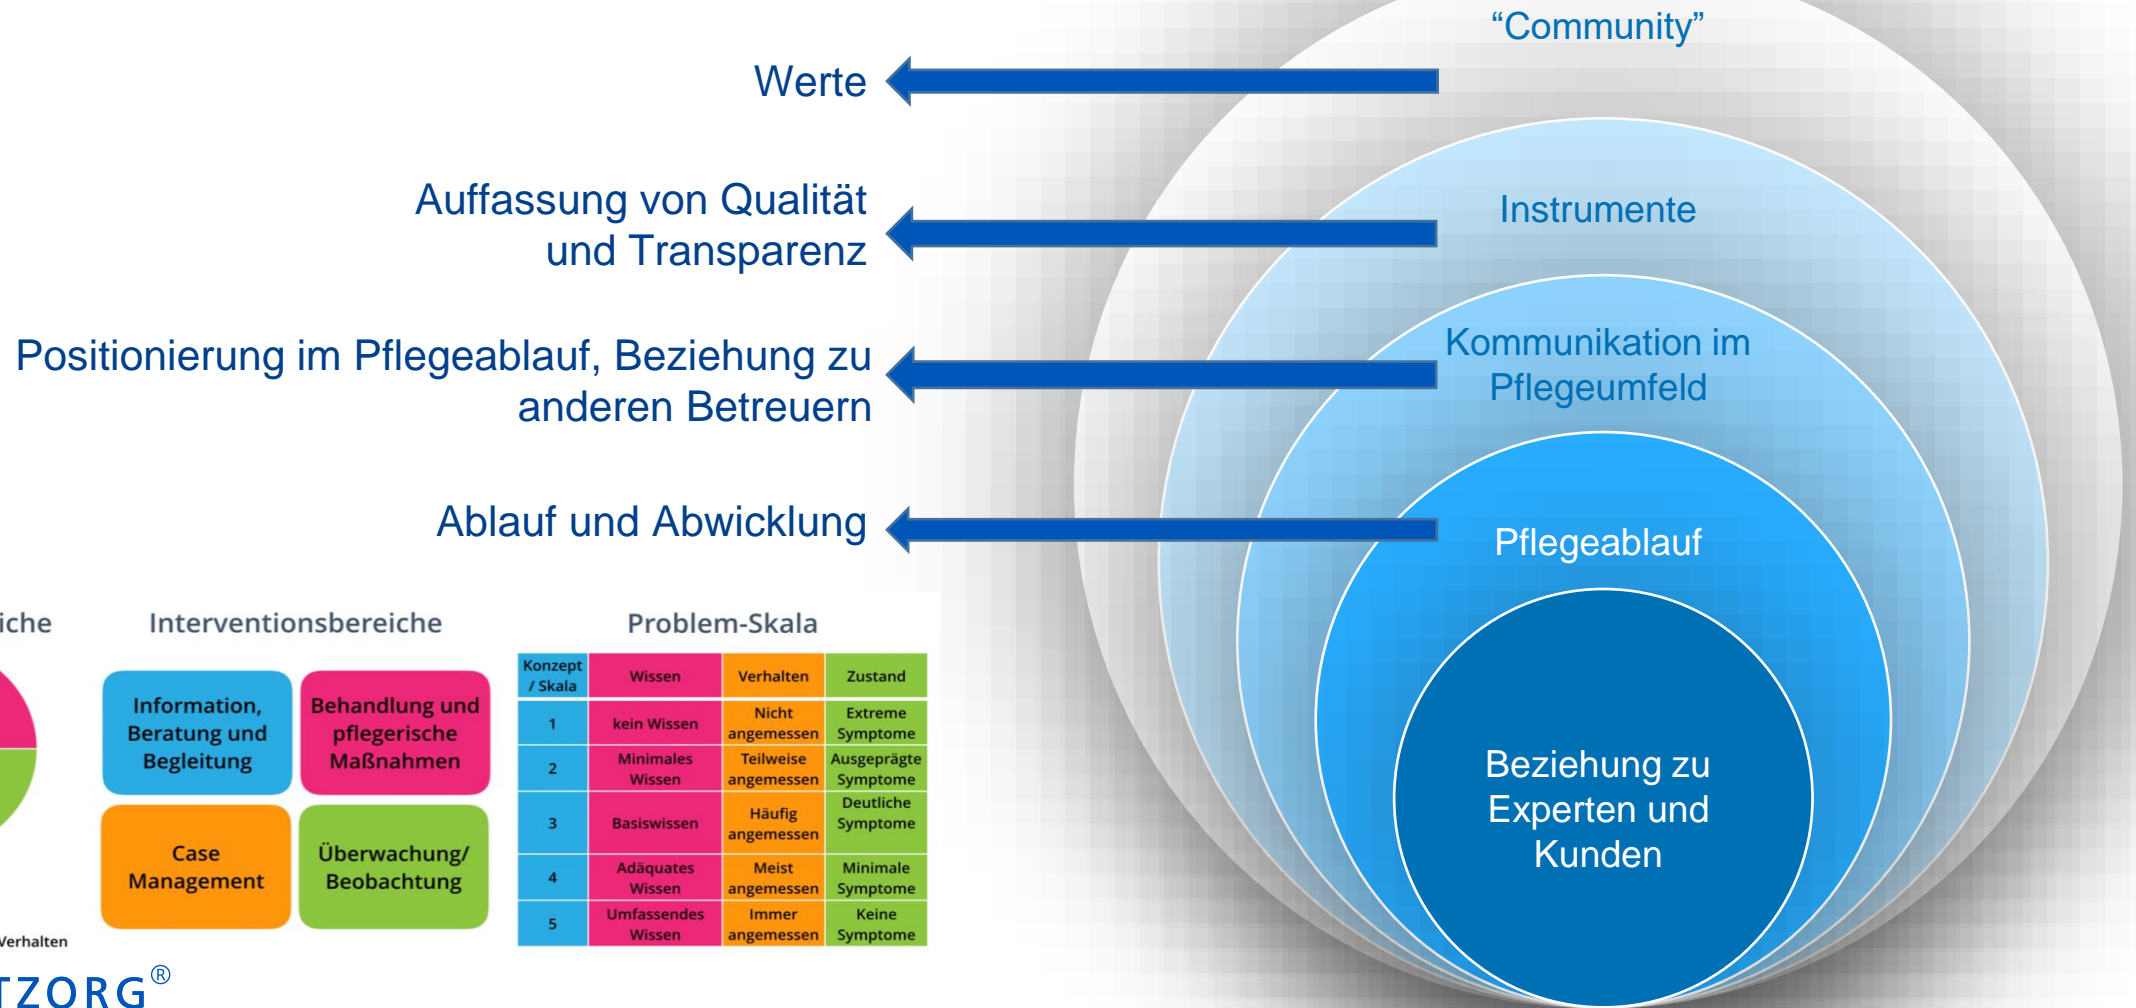 “Community”
Werte
Auffassung von Qualität
und Transparenz
Instrumente
Positionierung im Pflegeablauf, Beziehung zu
anderen Betreuern
Kommunikation im
Pflegeumfeld
Ablauf und Abwicklung
Pflegeablauf
Beziehung zu
Experten und
Kunden
iche
Verhalten
Interventionsbereiche
Information,
Beratung und
Begleitung
Behandlung und
pflegerische
Maßnahmen
Case
Management
Überwachung/
Beobachtung
Problem-Skala
Konzept
/ Skala
Wissen
Verhalten
Zustand
1
kein Wissen
Nicht
angemessen
Extreme
Symptome
2
Minimales
Wissen
Teilweise
angemessen
Ausgeprägte
Symptome
3
Basiswissen
Häufig
angemessen
Deutliche
Symptome
4
Adäquates
Wissen
Meist
angemessen
Minimale
Symptome
5
Umfassendes
Wissen
Immer
angemessen
Keine
Symptome
TZORG®